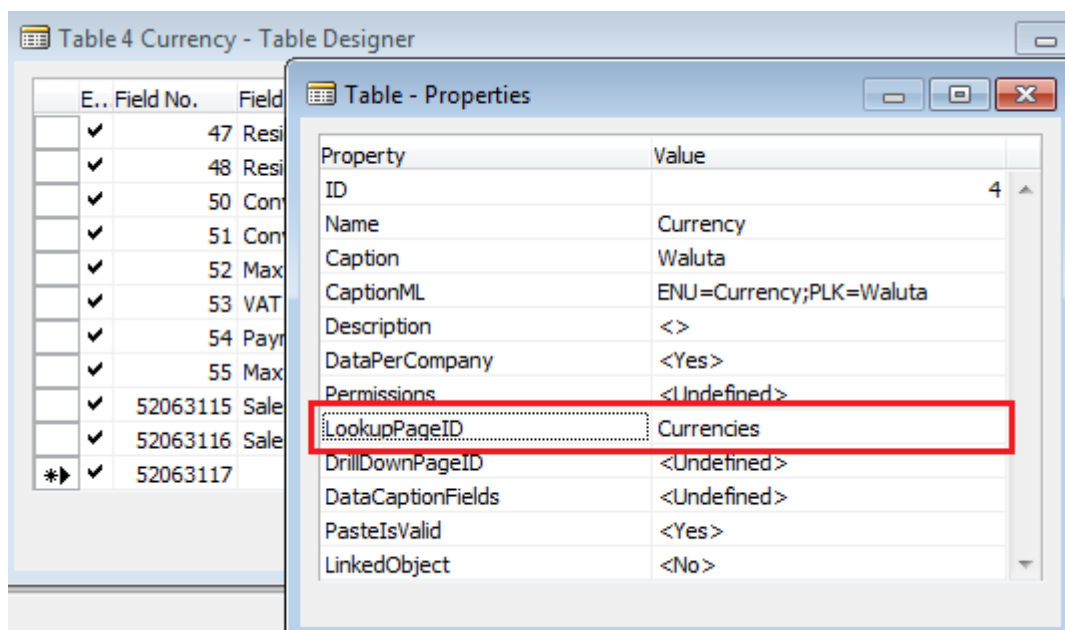 Table 4 Currency - Table Designer
E... Field No. Field
47 Resi
48 Resi
50 Con
51 Con
52 Max
53 VAT
54 Payr
55 Max
52063115 Sale
52063116 Sale
52063117
Table - Properties
Property Value
ID 4
Name Currency
Caption Waluta
CaptionML ENU=Currency;PLK=Waluta
Description <>
DataPerCompany <Yes>
Permissions <Undefined>
LookupPageID Currencies
DrillDownPageID <Undefined>
DataCaptionFields <Undefined>
PasteIsValid <Yes>
LinkedObject <No>